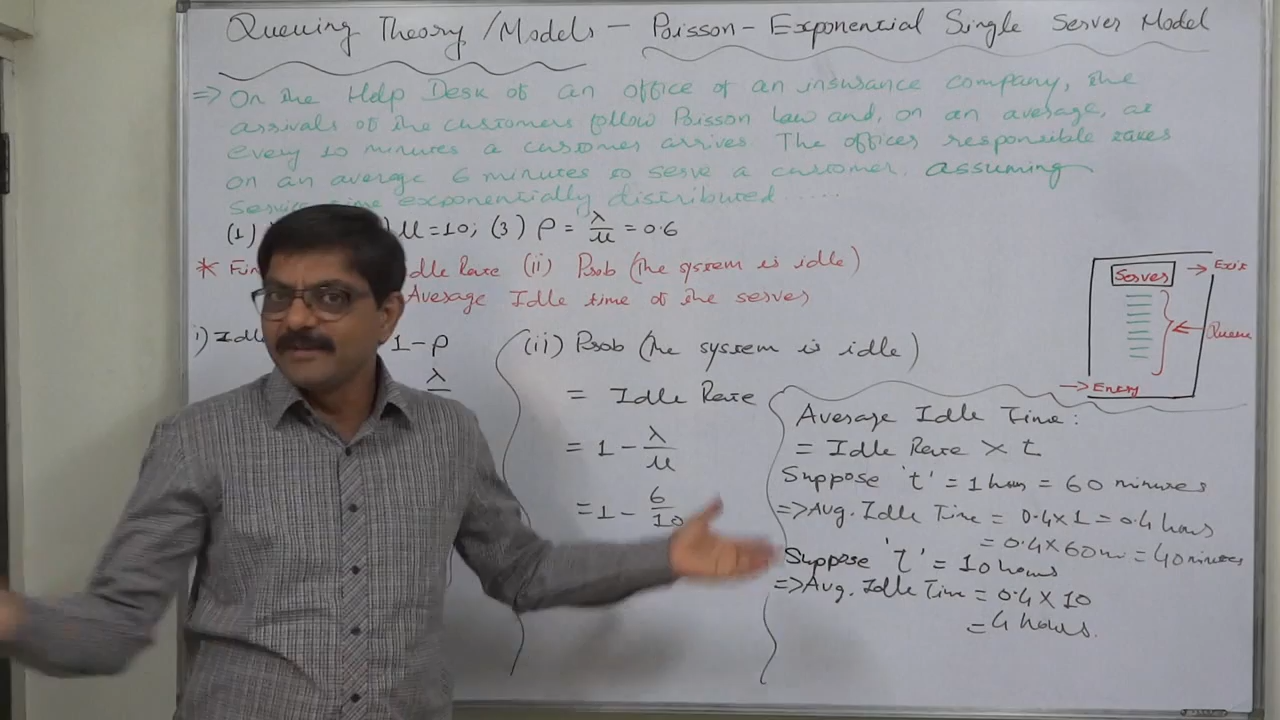 Queuing Theory /Models - Poisson-Exponential Single Server Model
=> On the Help Desk of an office of an insurance company, the
arrivals of the customers follow Poisson law and, on an average, at
every 10 minutes a customer arrives. The officer responsible takes
on an average 6 minutes to serve a customer. assuming
exponentially distributed.....
(1) μ=10; (3) ρ = λ/μ = 0.6
* Idle Rate (ii) Prob (the system is idle)
Average Idle time of the server
i) Idl 1-ρ
λ
(ii) Prob (the system is idle)
= Idle Rate
= 1 - λ/μ
= 1 - 6/10
Average Idle Time:
= Idle Rate × t
Suppose 't' = 1 hour = 60 minutes
=> Avg. Idle Time = 0.4×1 = 0.4 hours
= 0.4×60mi = 40 minutes
Suppose 't' = 10 hours
=> Avg. Idle Time = 0.4×10
= 4 hours.
Server → Exit
← Queue
→ Entry